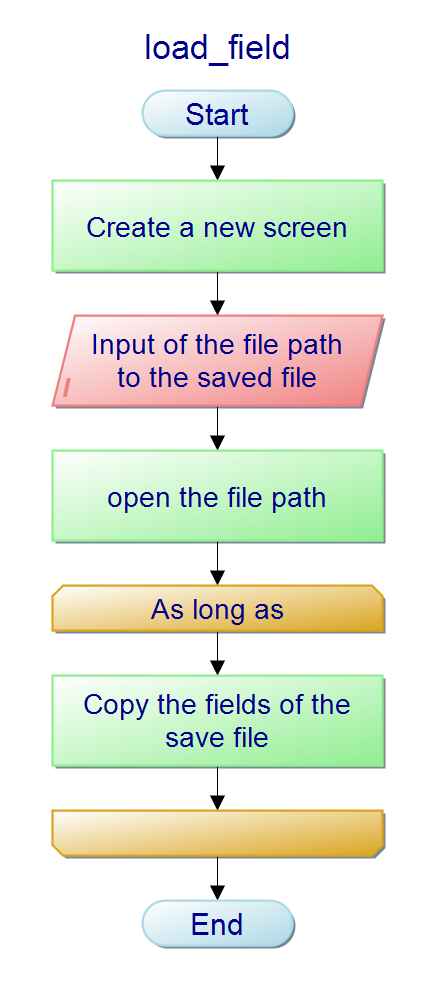 load_field
Start
Create a new screen
Input of the file path
to the saved file
I
open the file path
As long as
Copy the fields of the
save file
End